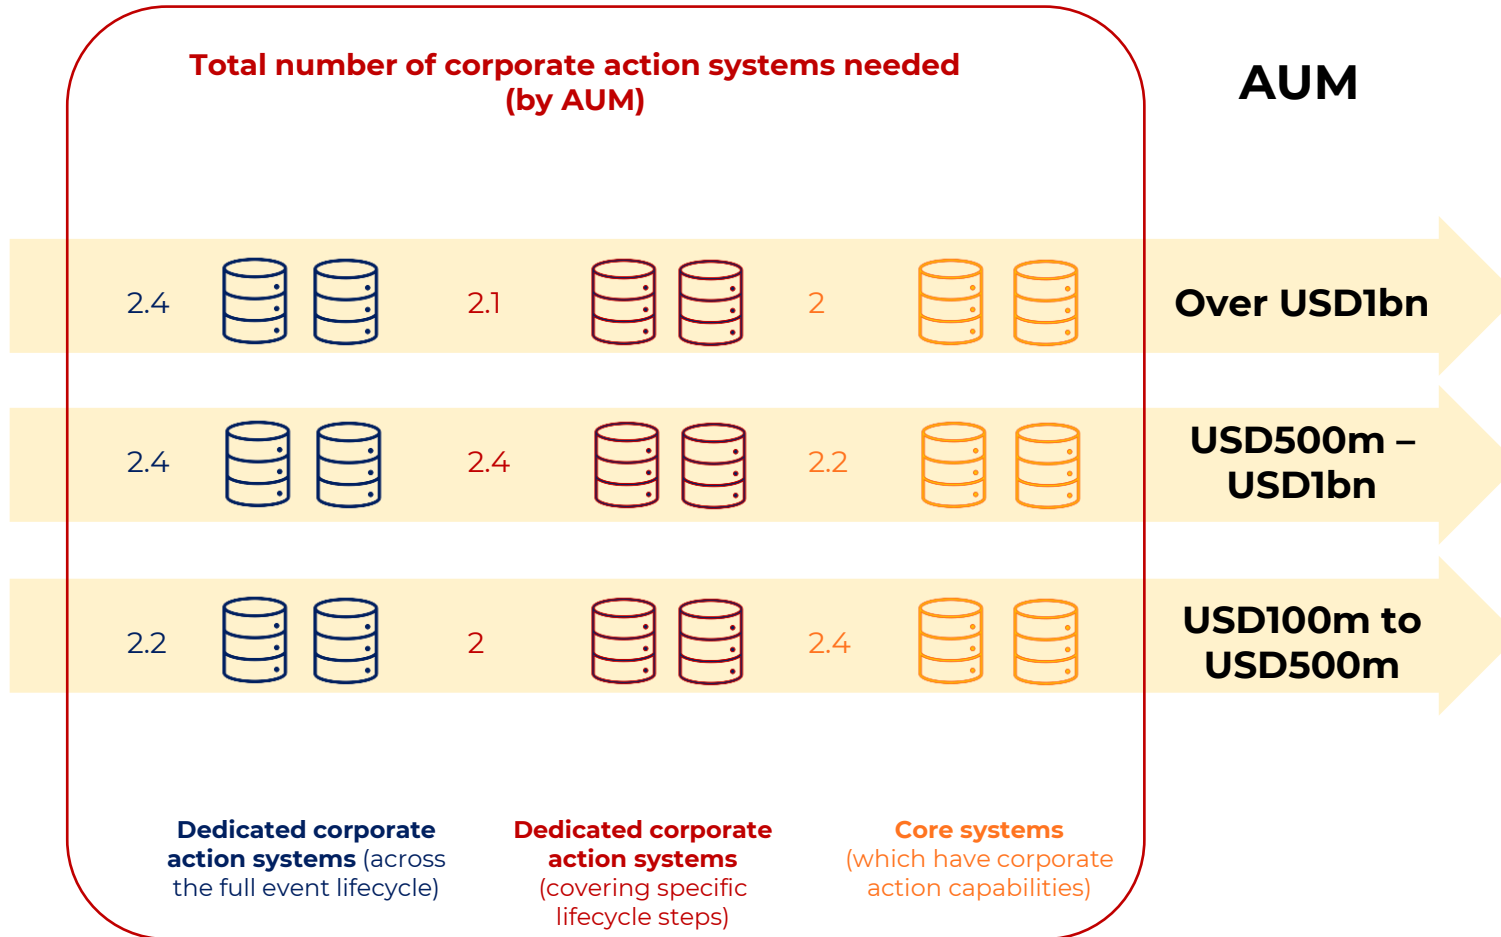 Total number of corporate action systems needed
(by AUM)
AUM
2.4
2.1
2
Over USD1bn
2.4
2.4
2.2
USD500m –
USD1bn
2.2
2
2.4
USD100m to
USD500m
Dedicated corporate
action systems (across
the full event lifecycle)
Dedicated corporate
action systems
(covering specific
lifecycle steps)
Core systems
(which have corporate
action capabilities)